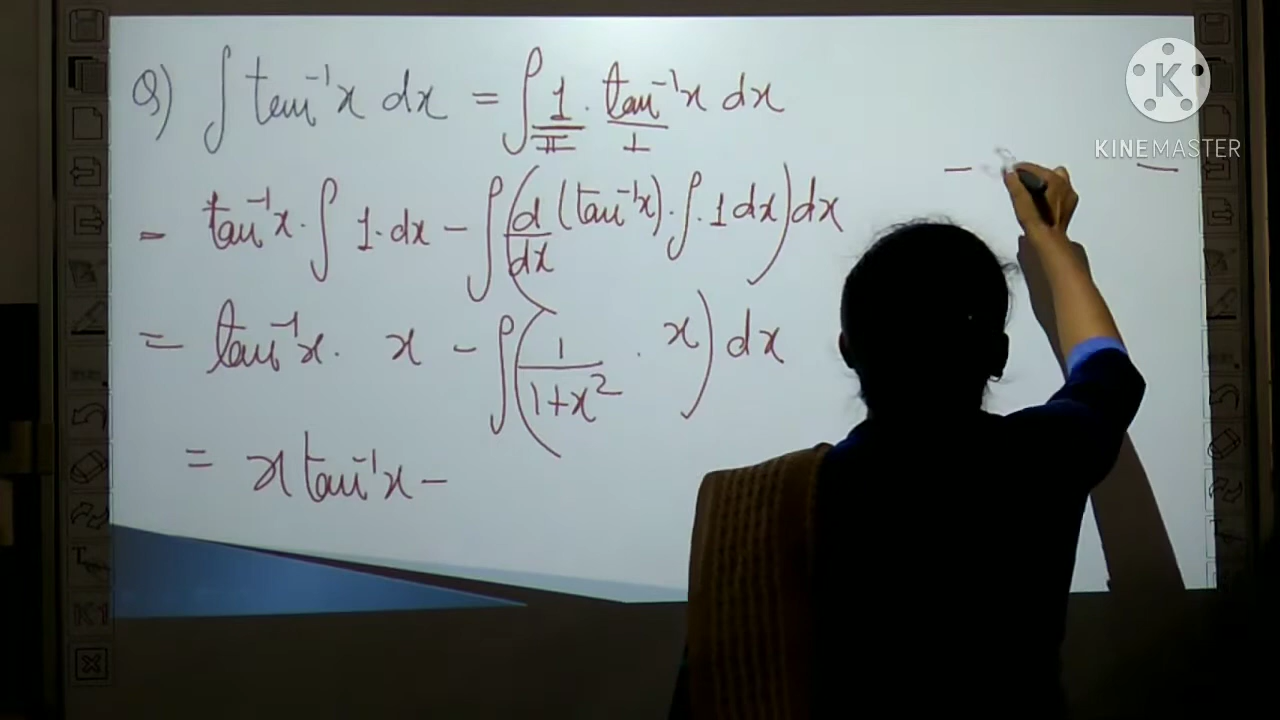 Q) ∫ tan⁻¹x dx = ∫ 1 · tan⁻¹x dx
II I
= tan⁻¹x · ∫ 1 · dx − ∫ (d/dx (tan⁻¹x) · ∫ · 1 dx) dx
= tan⁻¹x · x − ∫ (1/(1+x²) · x) dx
= x tan⁻¹x −
K
KINEMASTER